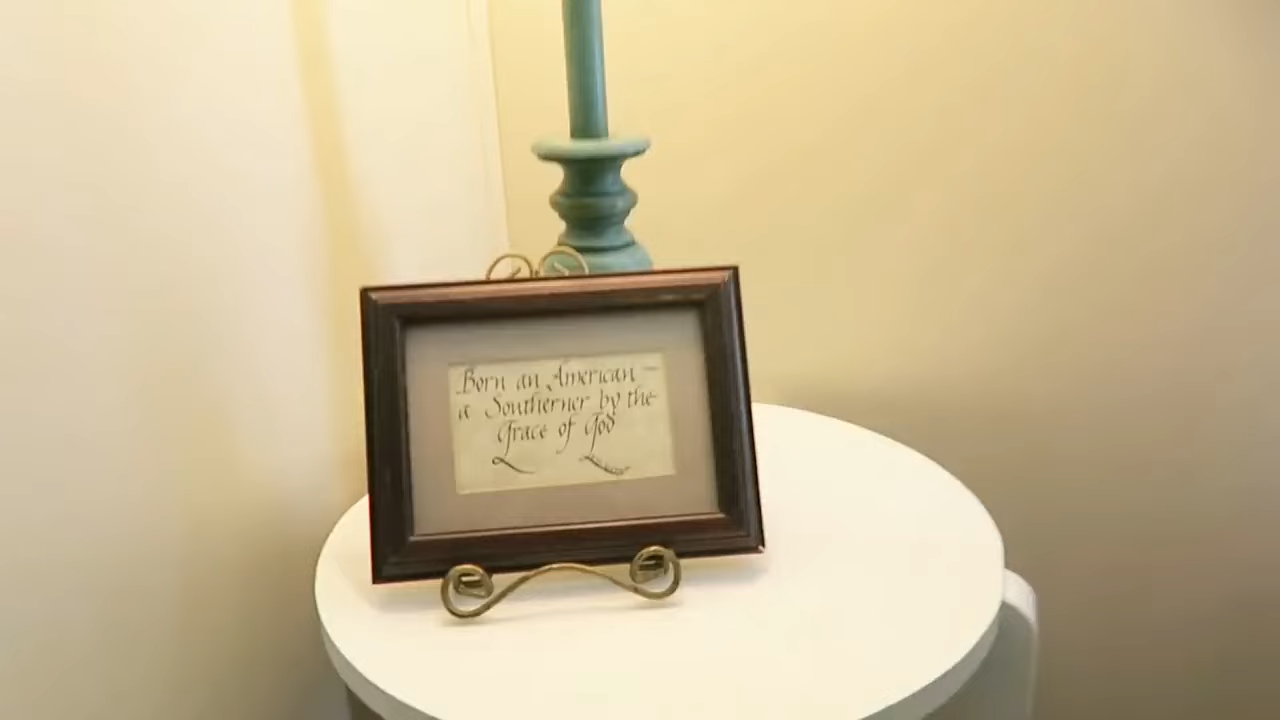 Born an American —
a Southerner by the
Grace of God